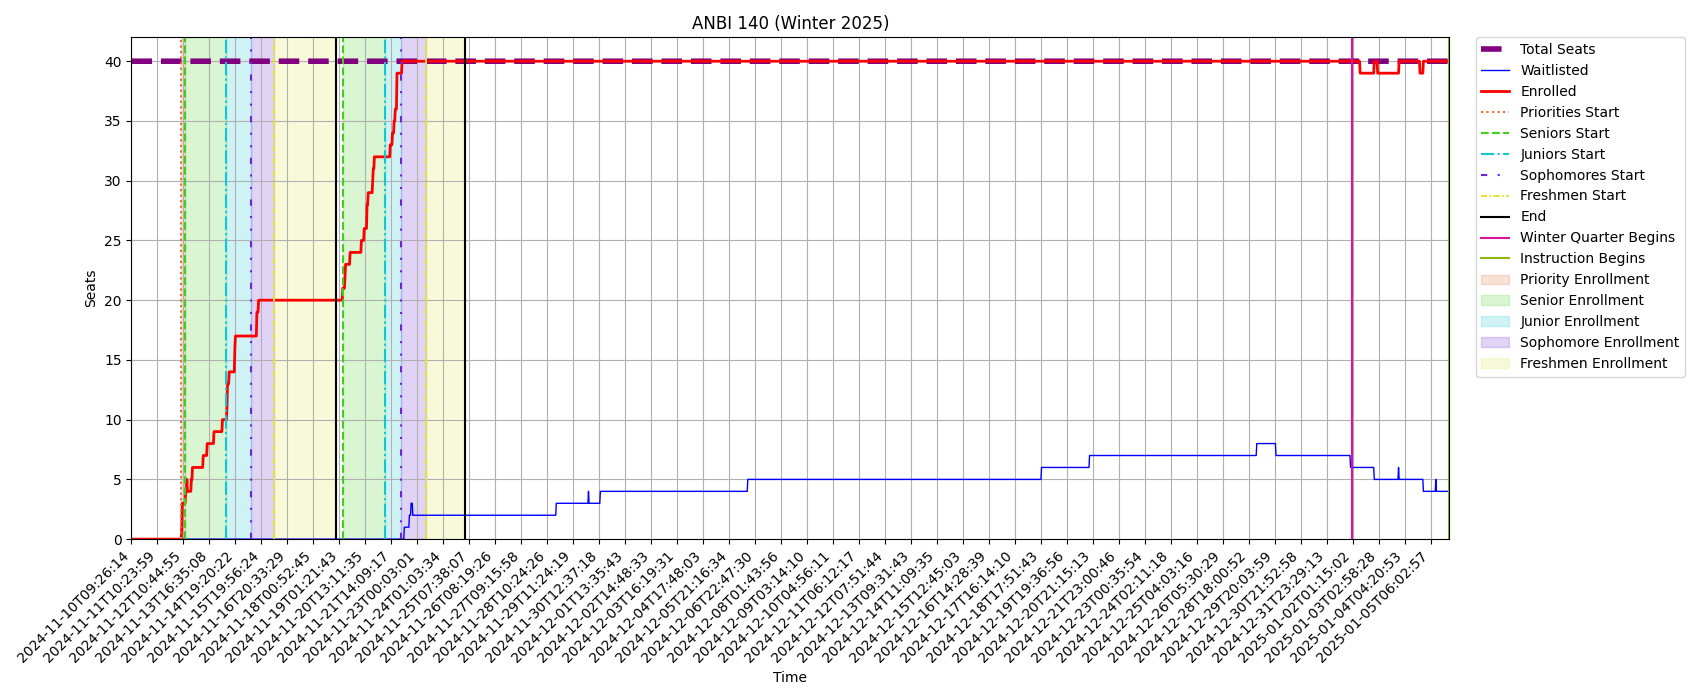 ANBI 140 (Winter 2025)
40
35
30
25
20
15
10
5
0
Seats
2024-11-10T09:26:14
2024-11-11T10:23:59
2024-11-12T10:44:55
2024-11-13T16:35:08
2024-11-14T19:20:22
2024-11-15T19:56:24
2024-11-16T20:33:29
2024-11-18T00:52:45
2024-11-19T01:21:43
2024-11-20T13:11:35
2024-11-21T14:09:17
2024-11-23T00:03:01
2024-11-24T01:03:34
2024-11-25T07:38:07
2024-11-26T08:19:26
2024-11-27T09:15:58
2024-11-28T10:24:26
2024-11-29T11:24:19
2024-11-30T12:37:18
2024-12-01T13:35:43
2024-12-02T14:48:33
2024-12-03T16:19:31
2024-12-04T17:48:03
2024-12-05T21:16:34
2024-12-06T22:47:30
2024-12-08T01:43:56
2024-12-09T03:14:10
2024-12-10T04:56:11
2024-12-11T06:12:17
2024-12-12T07:51:44
2024-12-13T09:31:43
2024-12-14T11:09:35
2024-12-15T12:45:03
2024-12-16T14:28:39
2024-12-17T16:14:10
2024-12-18T17:51:43
2024-12-19T19:36:56
2024-12-20T21:15:13
2024-12-21T23:00:46
2024-12-23T00:35:54
2024-12-24T02:11:18
2024-12-25T04:03:16
2024-12-26T05:30:29
2024-12-28T18:00:52
2024-12-29T20:03:59
2024-12-30T21:52:58
2024-12-31T23:29:13
2025-01-02T01:15:02
2025-01-03T02:58:28
2025-01-04T04:20:53
2025-01-05T06:02:57
Time
Total Seats
Waitlisted
Enrolled
Priorities Start
Seniors Start
Juniors Start
Sophomores Start
Freshmen Start
End
Winter Quarter Begins
Instruction Begins
Priority Enrollment
Senior Enrollment
Junior Enrollment
Sophomore Enrollment
Freshmen Enrollment